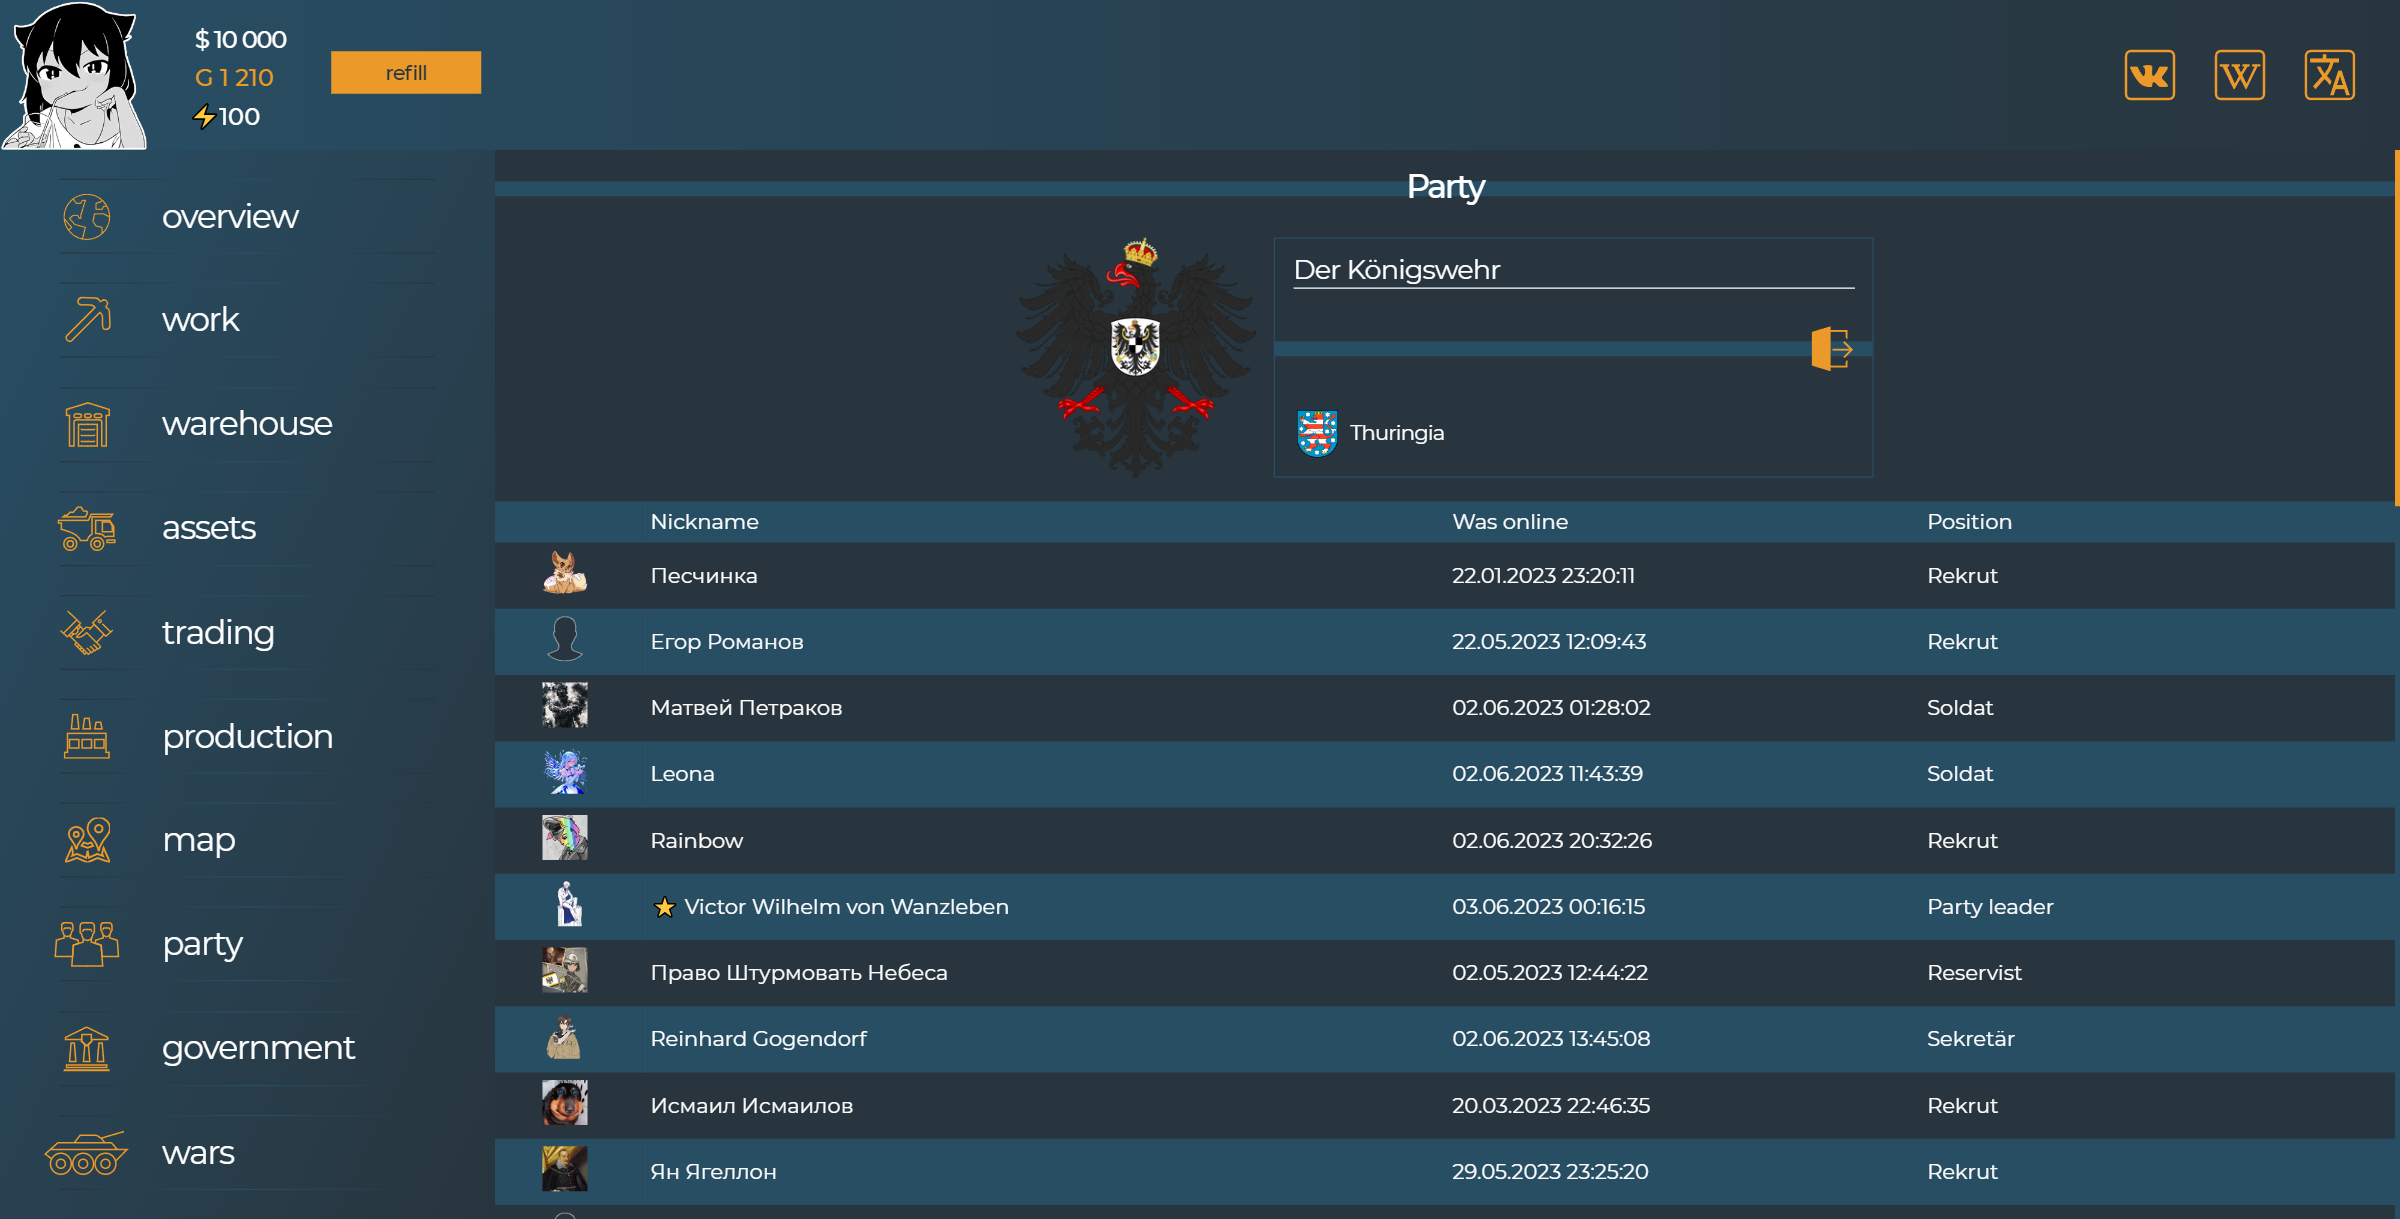 $ 10 000
G 1 210
100
refill
W
文A
overview
work
warehouse
assets
trading
production
map
party
government
wars
Party
Der Königswehr
Thuringia
Nickname Was online Position
Песчинка 22.01.2023 23:20:11 Rekrut
Егор Романов 22.05.2023 12:09:43 Rekrut
Матвей Петраков 02.06.2023 01:28:02 Soldat
Leona 02.06.2023 11:43:39 Soldat
Rainbow 02.06.2023 20:32:26 Rekrut
Victor Wilhelm von Wanzleben 03.06.2023 00:16:15 Party leader
Право Штурмовать Небеса 02.05.2023 12:44:22 Reservist
Reinhard Gogendorf 02.06.2023 13:45:08 Sekretär
Исмаил Исмаилов 20.03.2023 22:46:35 Rekrut
Ян Ягеллон 29.05.2023 23:25:20 Rekrut